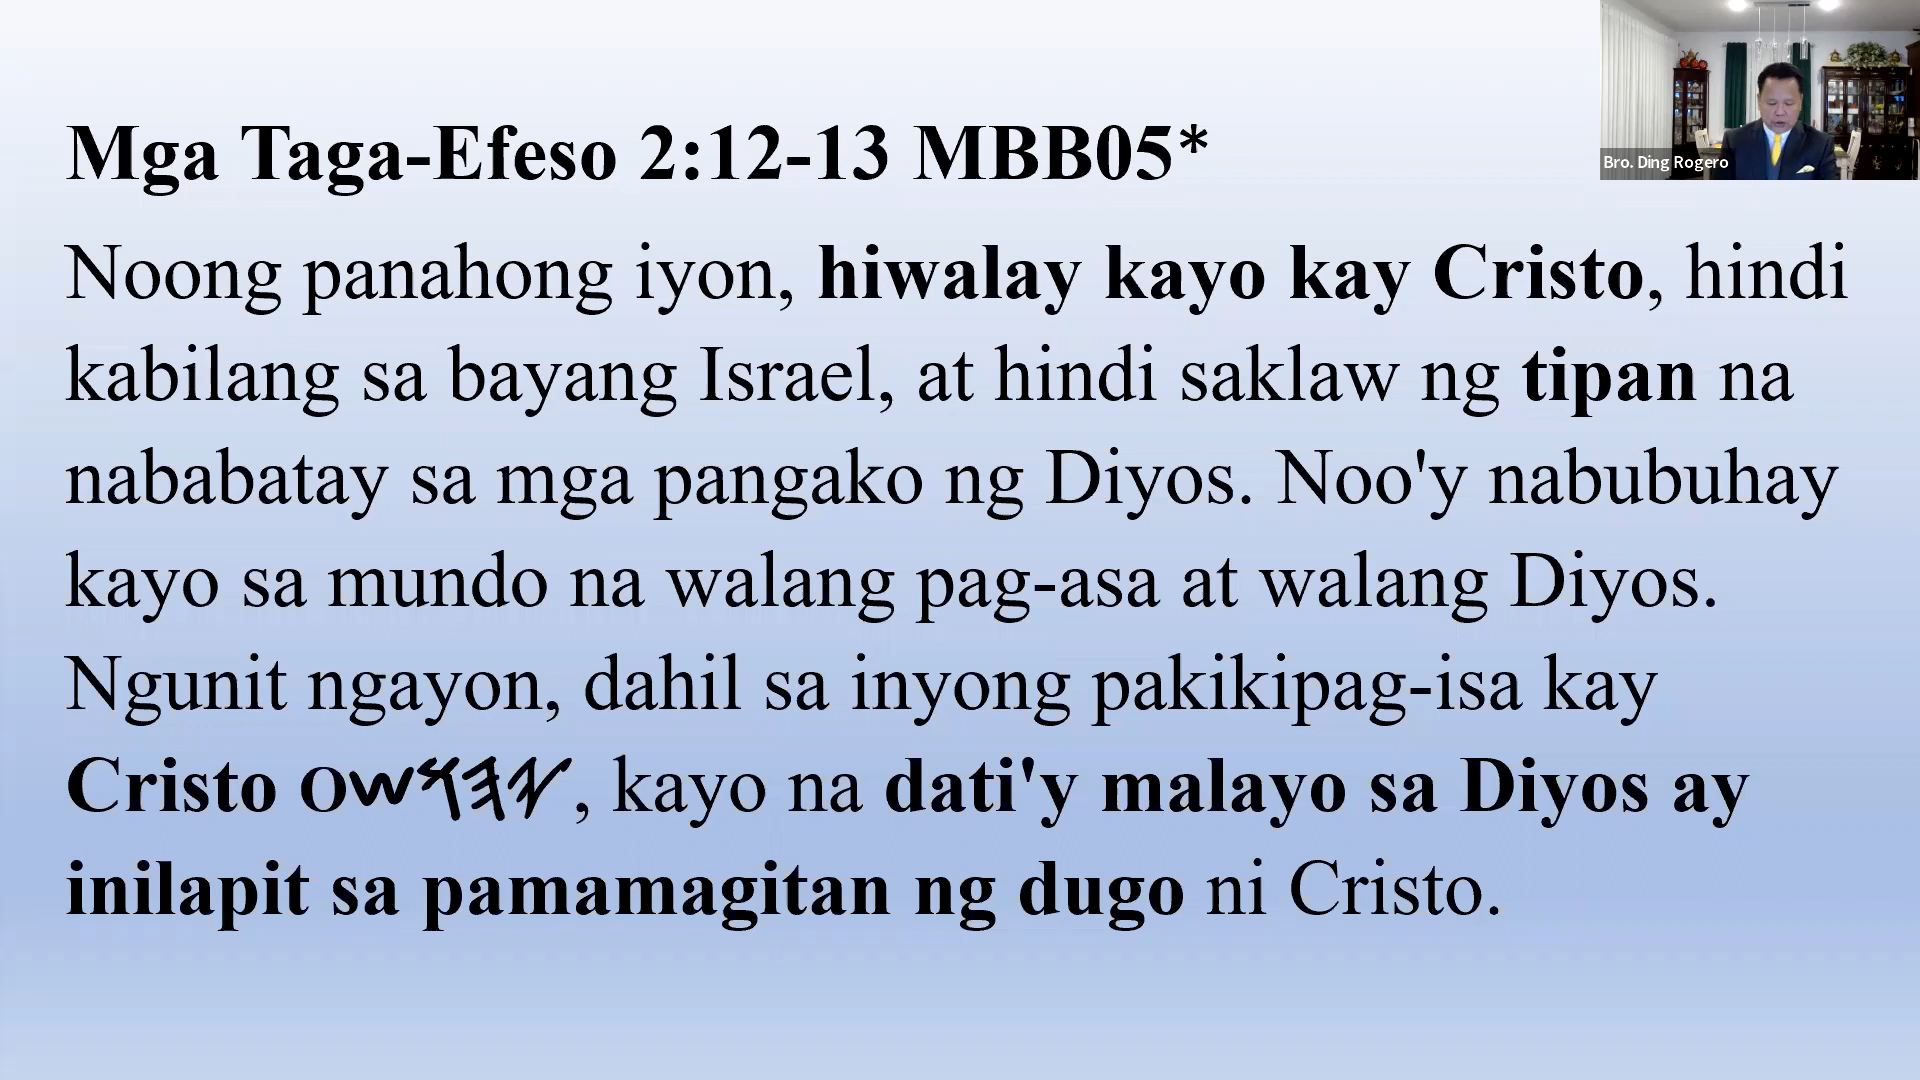 Mga Taga-Efeso 2:12-13 MBB05*
Bro. Ding Rogero
Noong panahong iyon, hiwalay kayo kay Cristo, hindi
kabilang sa bayang Israel, at hindi saklaw ng tipan na
nababatay sa mga pangako ng Diyos. Noo'y nabubuhay
kayo sa mundo na walang pag-asa at walang Diyos.
Ngunit ngayon, dahil sa inyong pakikipag-isa kay
Cristo 𐤉𐤄𐤅𐤔𐤏, kayo na dati'y malayo sa Diyos ay
inilapit sa pamamagitan ng dugo ni Cristo.